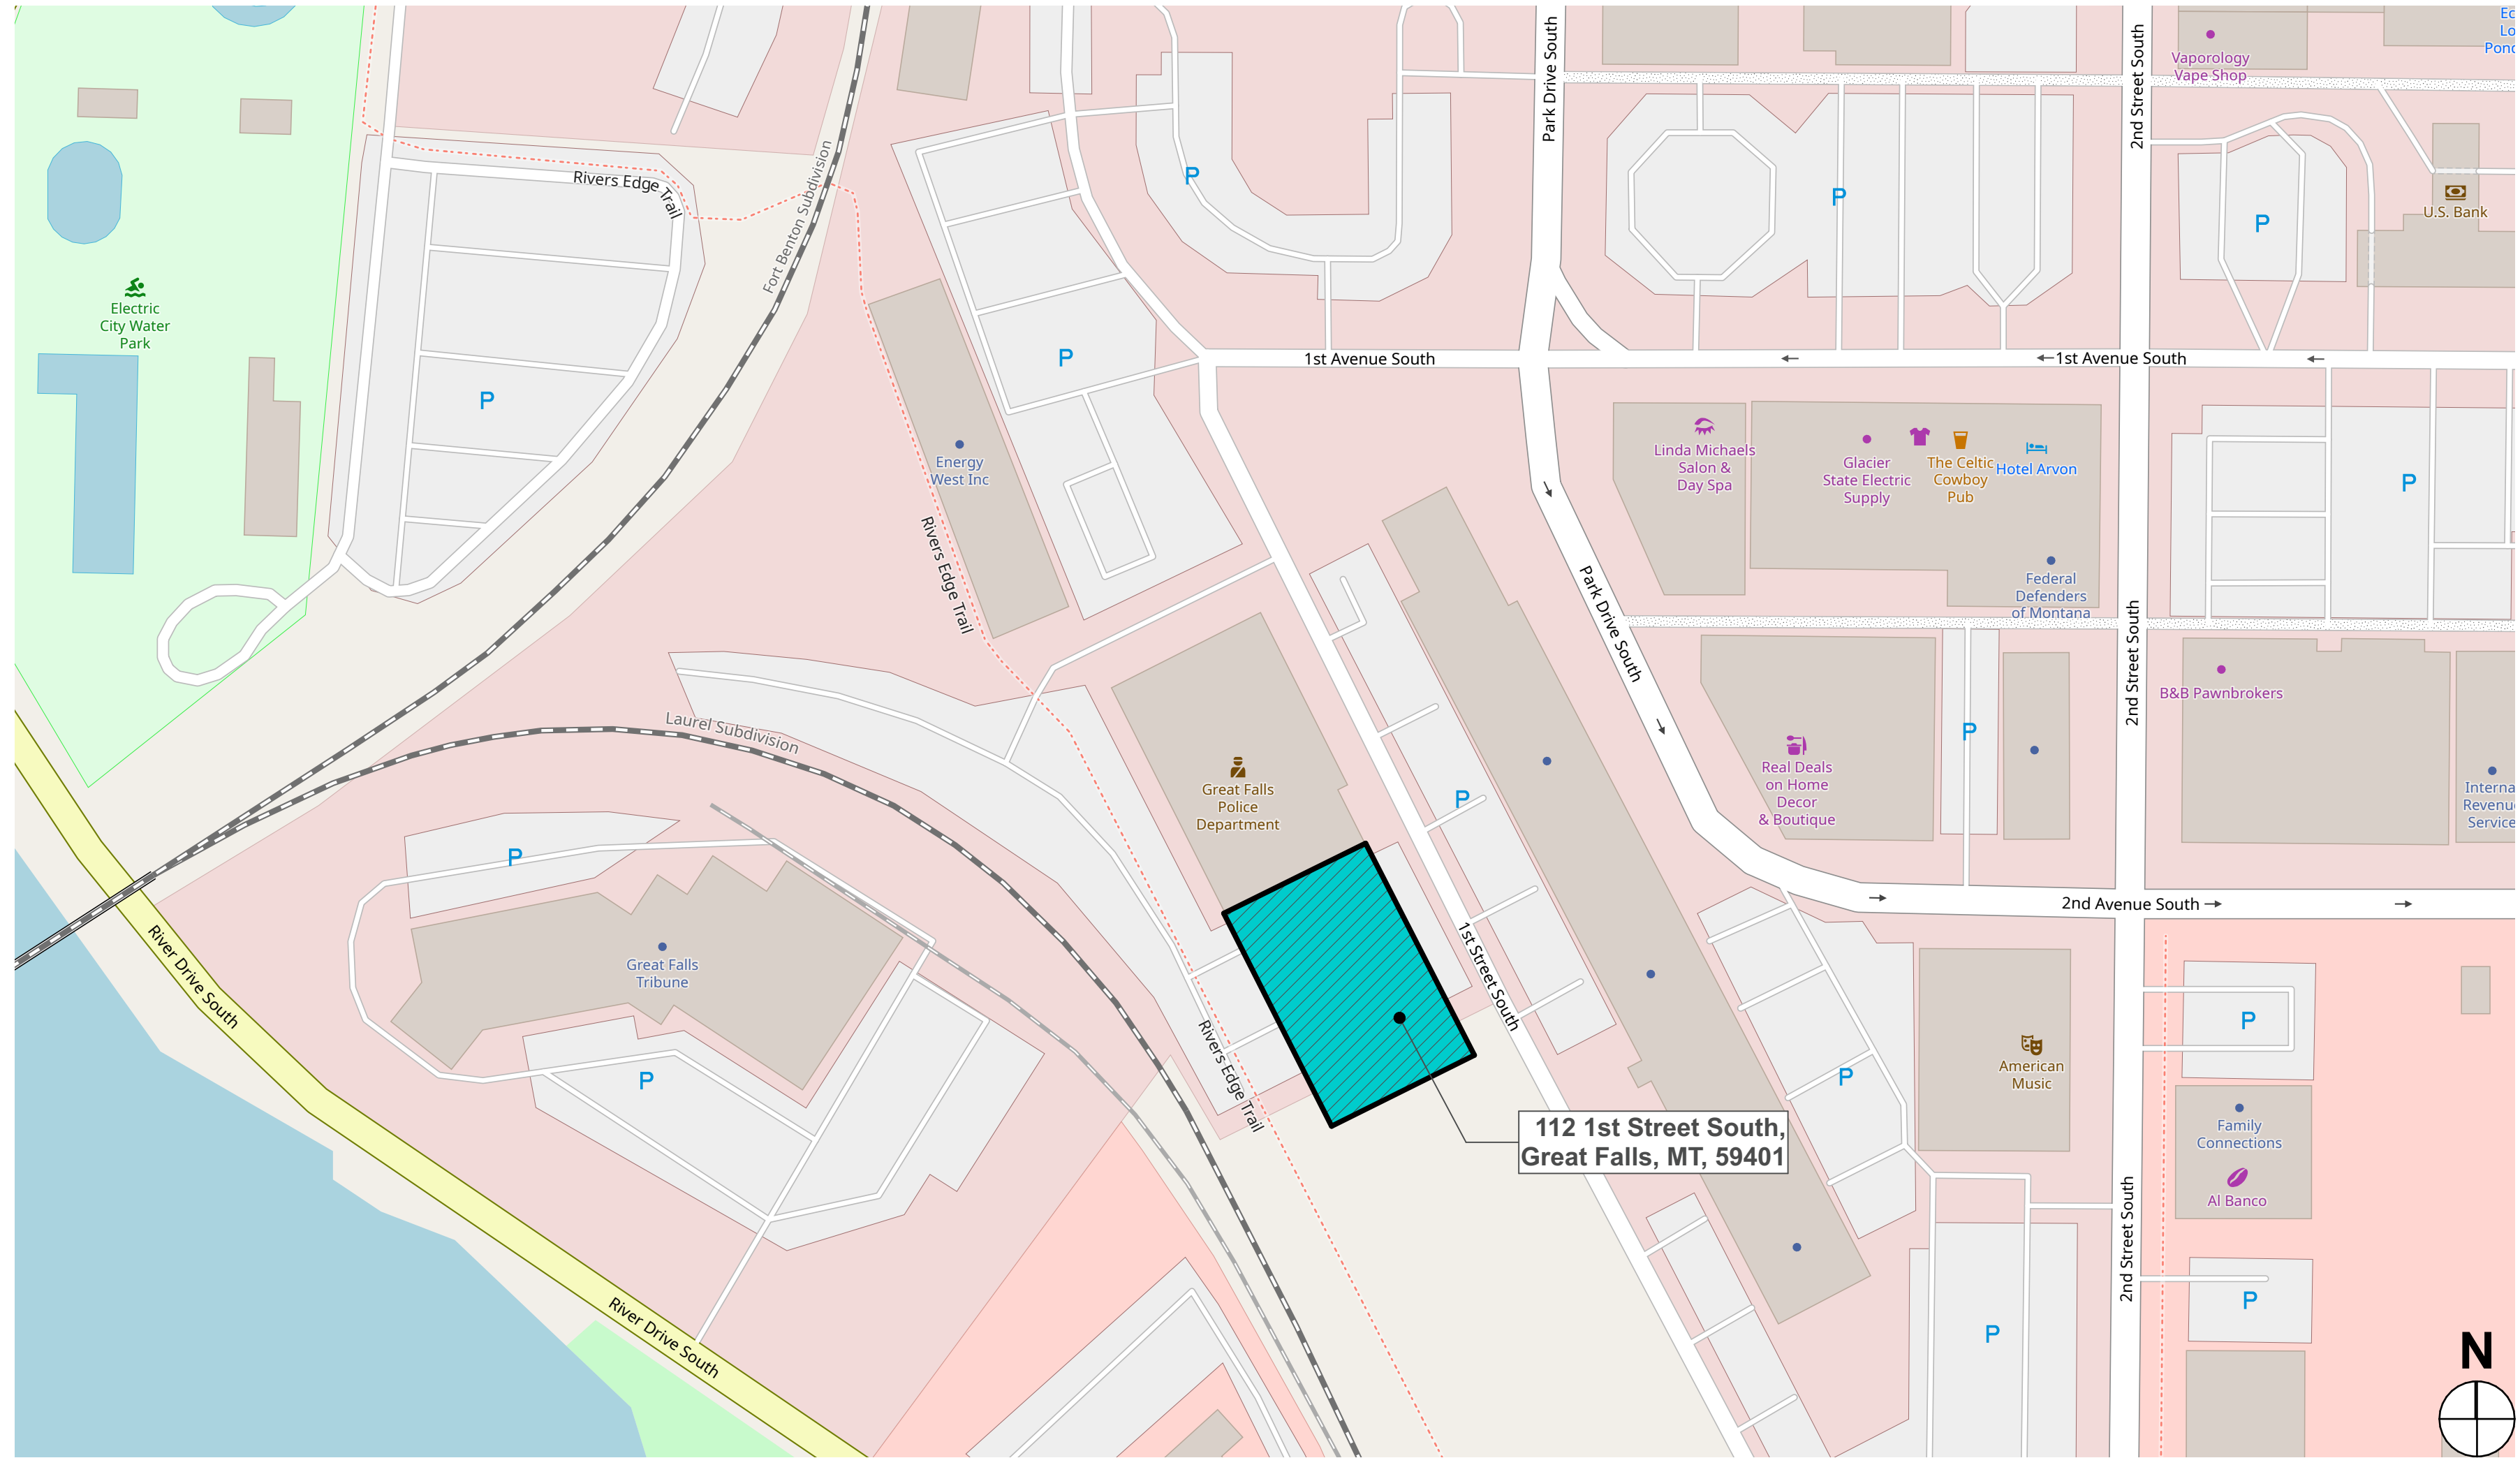 Park Drive South
2nd Street South
Vaporology
Vape Shop
Fort Benton Subdivision
Rivers Edge Trail
P
P
P
U.S. Bank
Electric
City Water
Park
P
P
1st Avenue South
1st Avenue South
Energy
West Inc
Linda Michaels
Salon &
Day Spa
Glacier
State Electric
Supply
The Celtic
Cowboy
Pub
Hotel Arvon
P
Rivers Edge Trail
Park Drive South
Federal
Defenders
of Montana
2nd Street South
B&B Pawnbrokers
Laurel Subdivision
Great Falls
Police
Department
P
Real Deals
on Home
Decor
& Boutique
P
Interna
Revenue
Service
P
Great Falls
Tribune
River Drive South
2nd Avenue South
1st Street South
Rivers Edge Trail
P
P
American
Music
P
112 1st Street South,
Great Falls, MT, 59401
Family
Connections
Al Banco
2nd Street South
P
P
River Drive South
N